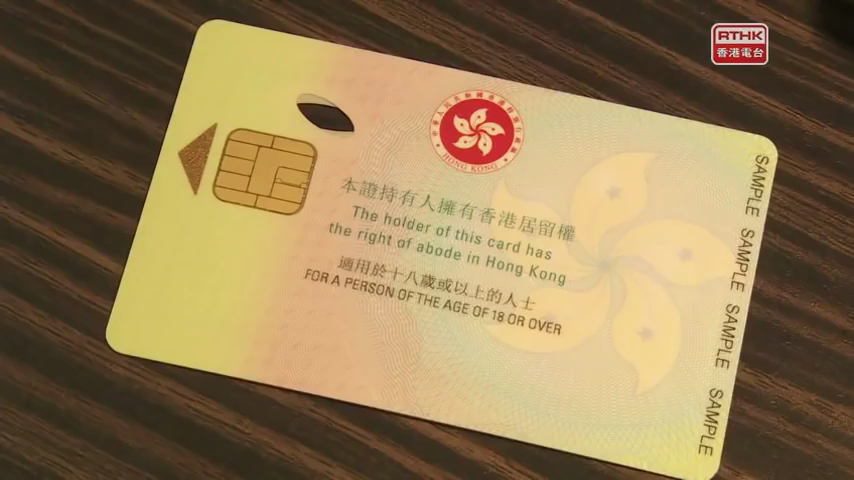 RTHK
香港電台
HONG KONG
本證持有人擁有香港居留權
The holder of this card has
the right of abode in Hong Kong
適用於十八歲或以上的人士
FOR A PERSON OF THE AGE OF 18 OR OVER
SAMPLE
SAMPLE
SAMPLE
SAMPLE